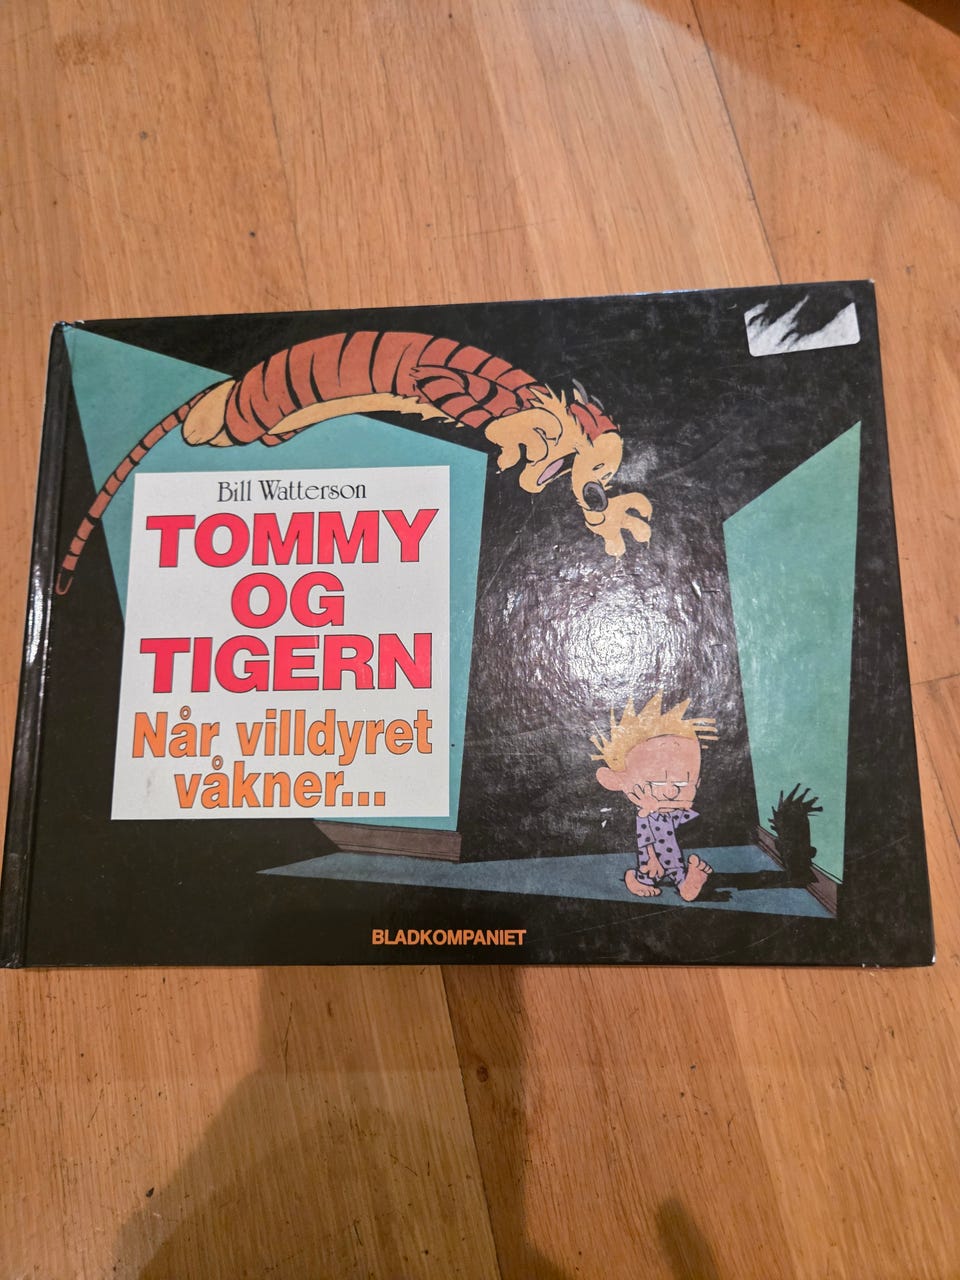 Bill Watterson
TOMMY
OG
TIGERN
Når villdyret
våkner...
BLADKOMPANIET